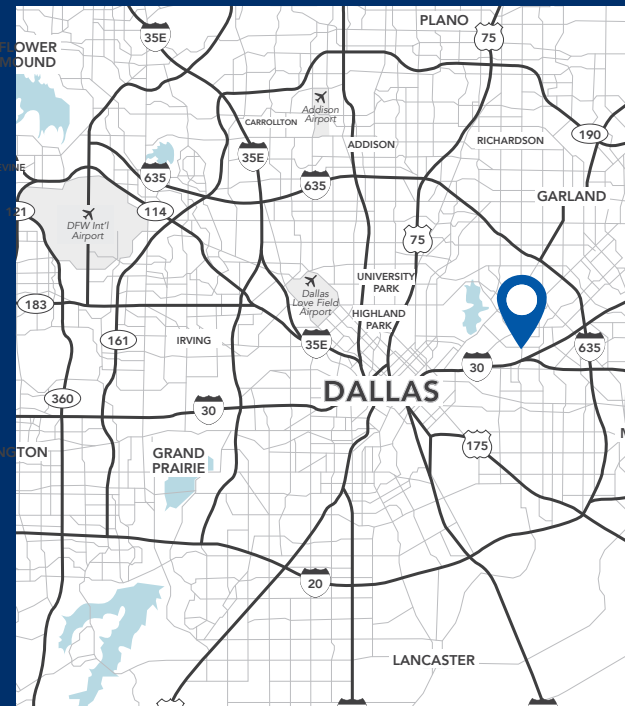 PLANO
75
35E
FLOWER
MOUND
Addison
Airport
CARROLLTON
190
RICHARDSON
ADDISON
35E
635
635
GARLAND
121
114
DFW Int'l
Airport
75
UNIVERSITY
PARK
Dallas
Love Field
Airport
183
HIGHLAND
PARK
161
IRVING
35E
635
30
DALLAS
360
30
175
GRAND
PRAIRIE
20
LANCASTER